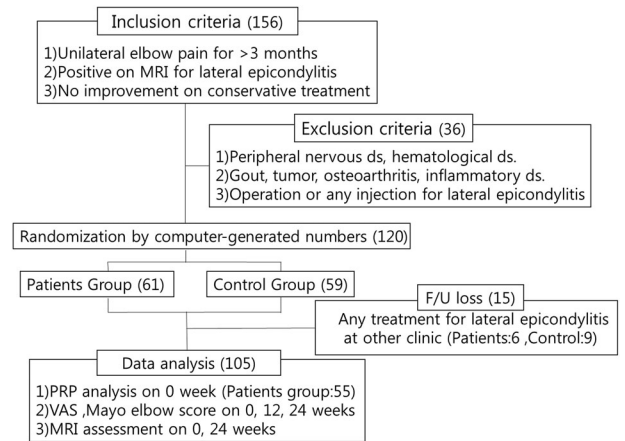 Inclusion criteria (156)
1)Unilateral elbow pain for >3 months
2)Positive on MRI for lateral epicondylitis
3)No improvement on conservative treatment
Exclusion criteria (36)
1)Peripheral nervous ds, hematological ds.
2)Gout, tumor, osteoarthritis, inflammatory ds.
3)Operation or any injection for lateral epicondylitis
Randomization by computer-generated numbers (120)
Patients Group (61)
Control Group (59)
F/U loss (15)
Any treatment for lateral epicondylitis
at other clinic (Patients:6 ,Control:9)
Data analysis (105)
1)PRP analysis on 0 week (Patients group:55)
2)VAS ,Mayo elbow score on 0, 12, 24 weeks
3)MRI assessment on 0, 24 weeks